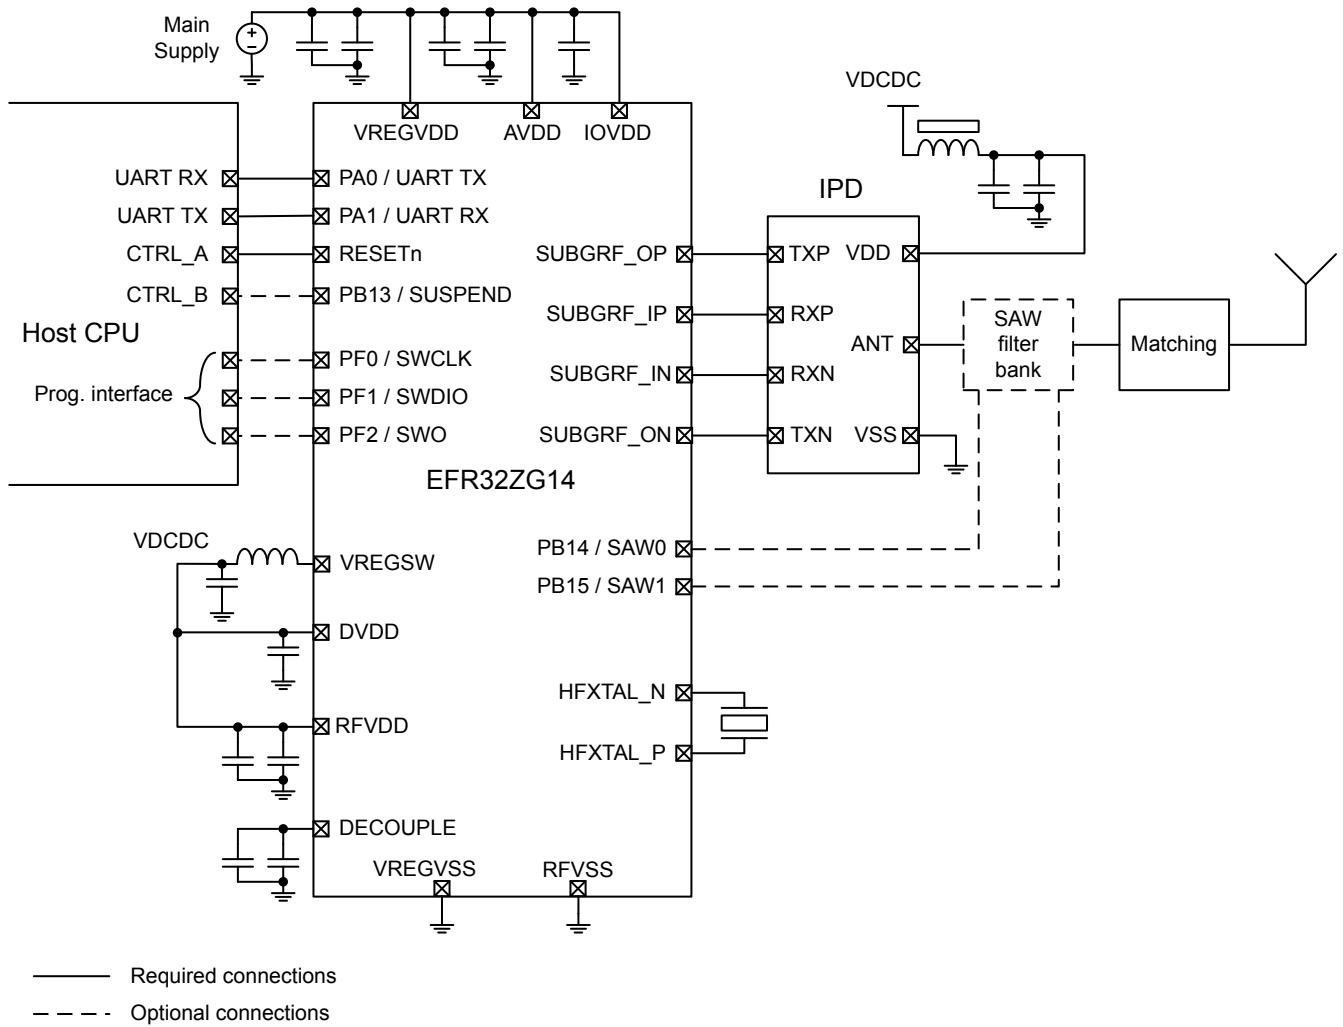 Main
Supply
VDCDC
VREGVDD
AVDD
IOVDD
UART RX
PA0 / UART TX
UART TX
PA1 / UART RX
CTRL_A
RESETn
CTRL_B
PB13 / SUSPEND
Host CPU
PF0 / SWCLK
Prog. interface
PF1 / SWDIO
PF2 / SWO
EFR32ZG14
SUBGRF_OP
SUBGRF_IP
SUBGRF_IN
SUBGRF_ON
IPD
TXP
VDD
RXP
ANT
RXN
TXN
VSS
SAW
filter
bank
Matching
PB14 / SAW0
PB15 / SAW1
VDCDC
VREGSW
DVDD
RFVDD
HFXTAL_N
HFXTAL_P
DECOUPLE
VREGVSS
RFVSS
Required connections
Optional connections